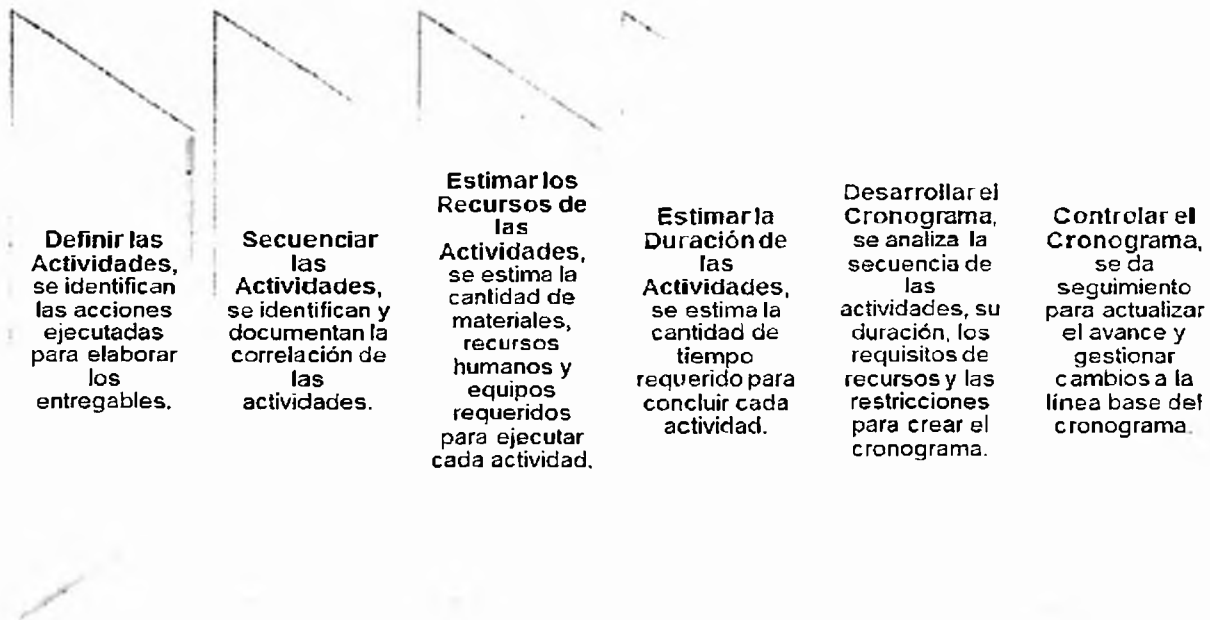 Definir las
Actividades,
se identifican
las acciones
ejecutadas
para elaborar
los
entregables.
Secuenciar
las
Actividades,
se identifican y
documentan la
correlación de
las
actividades.
Estimar los
Recursos de
las
Actividades,
se estima la
cantidad de
materiales,
recursos
humanos y
equipos
requeridos
para ejecutar
cada actividad.
Estimar la
Duración de
las
Actividades,
se estima la
cantidad de
tiempo
requerido para
concluir cada
actividad.
Desarrollar el
Cronograma,
se analiza la
secuencia de
las
actividades, su
duración, los
requisitos de
recursos y las
restricciones
para crear el
cronograma.
Controlar el
Cronograma,
se da
seguimiento
para actualizar
el avance y
gestionar
cambios a la
línea base del
cronograma.